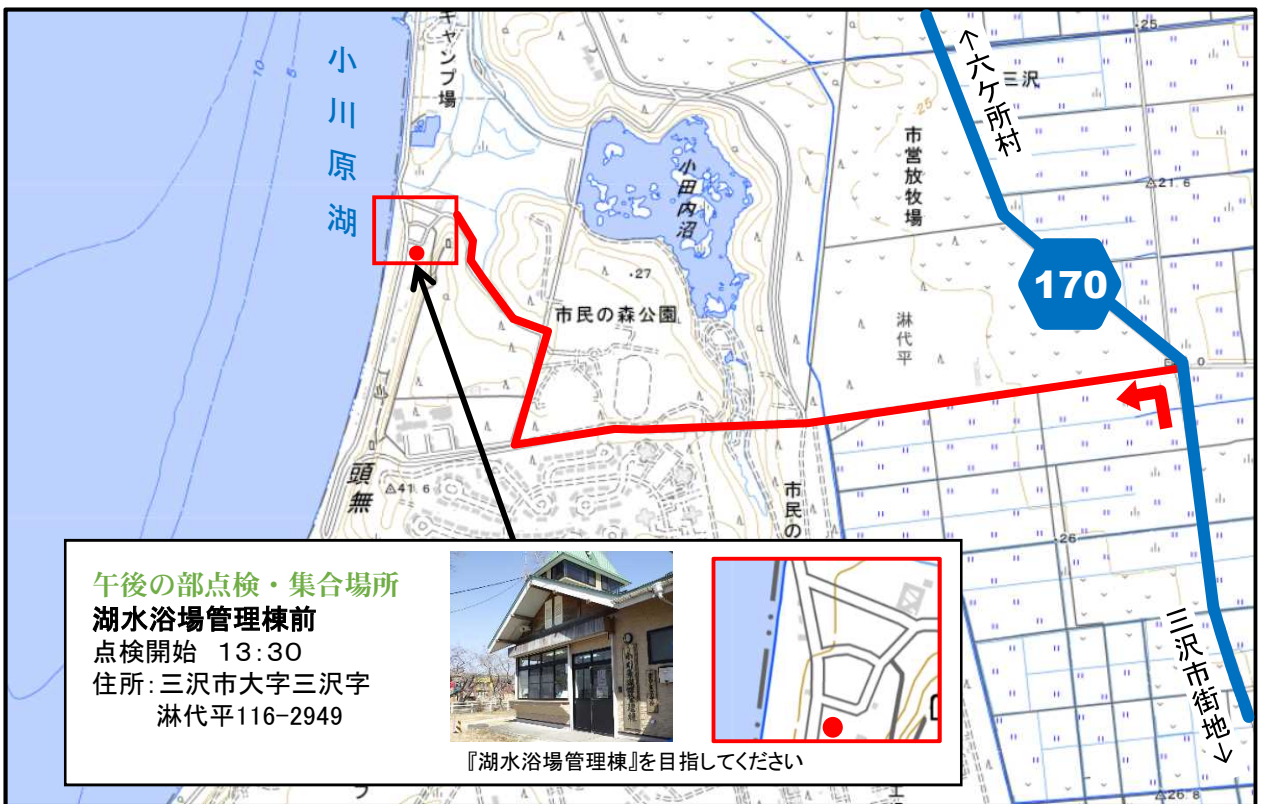 小川原湖
10
5
キャンプ場
小田内沼
市民の森公園
・27
市営放牧場
三沢
・25
25
↑六ケ所村
△21.6
170
淋代平
頭無
△41.6
市民の
・26
三沢市街地↓
△26.8
午後の部点検・集合場所
湖水浴場管理棟前
点検開始 13:30
住所:三沢市大字三沢字
淋代平116-2949
『湖水浴場管理棟』を目指してください